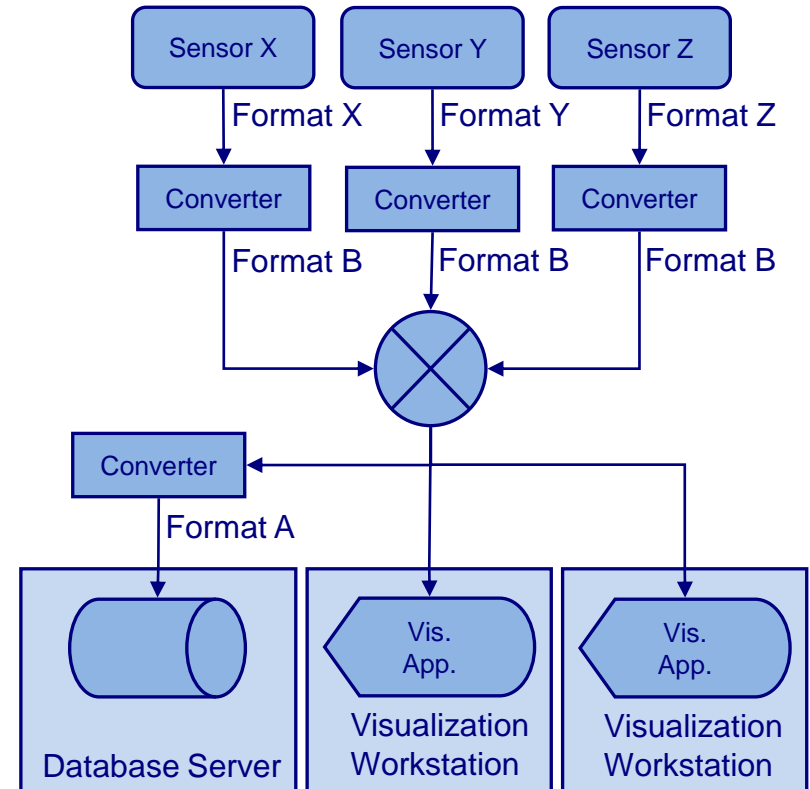 Sensor X
Sensor Y
Sensor Z
Format X
Format Y
Format Z
Converter
Converter
Converter
Format B
Format B
Format B
Converter
Format A
Vis.
App.
Vis.
App.
Database Server
Visualization
Workstation
Visualization
Workstation